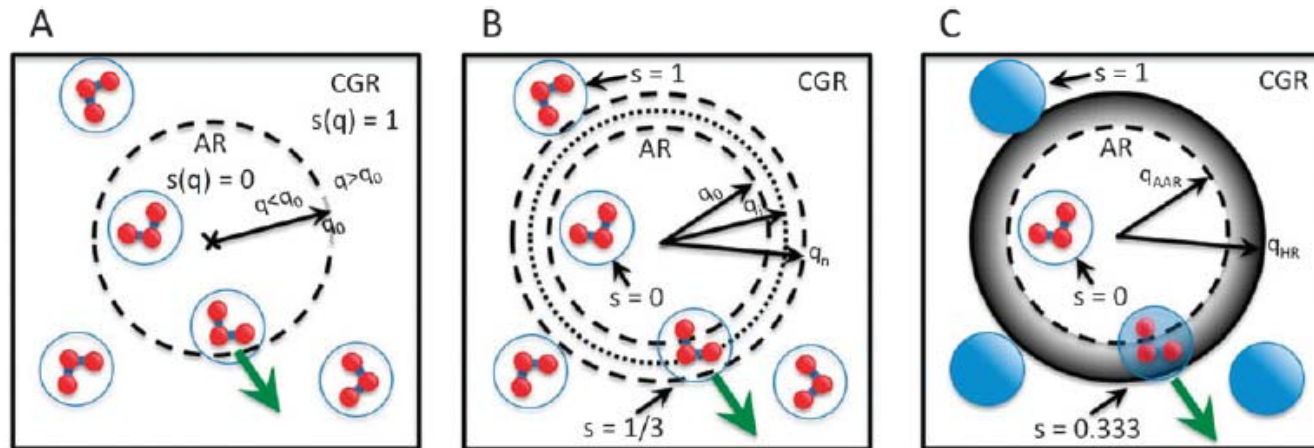 A
CGR
s(q) = 1
AR
s(q) = 0
q<q₀
q>q₀
q₀
B
s = 1
CGR
AR
q₀
qᵢ
qₙ
s = 0
s = 1/3
C
s = 1
CGR
AR
q_AAR
q_HR
s = 0
s = 0.333